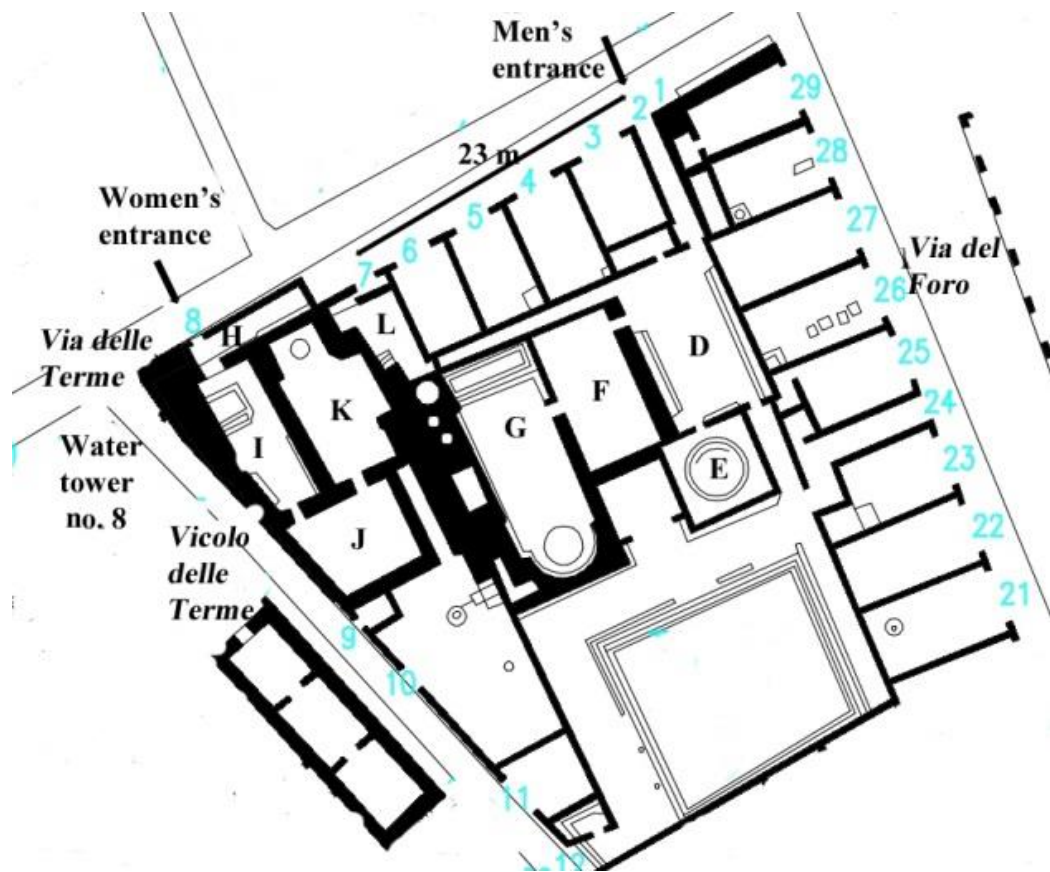 Men's
entrance
29
1
2
28
3
23 m
4
Women's
entrance
5
27
6
Via del
Foro
7
26
8
H
L
D
Via delle
Terme
25
K
F
24
G
I
E
Water
tower
no. 8
23
J
Vicolo
delle
Terme
22
21
9
10
11
12